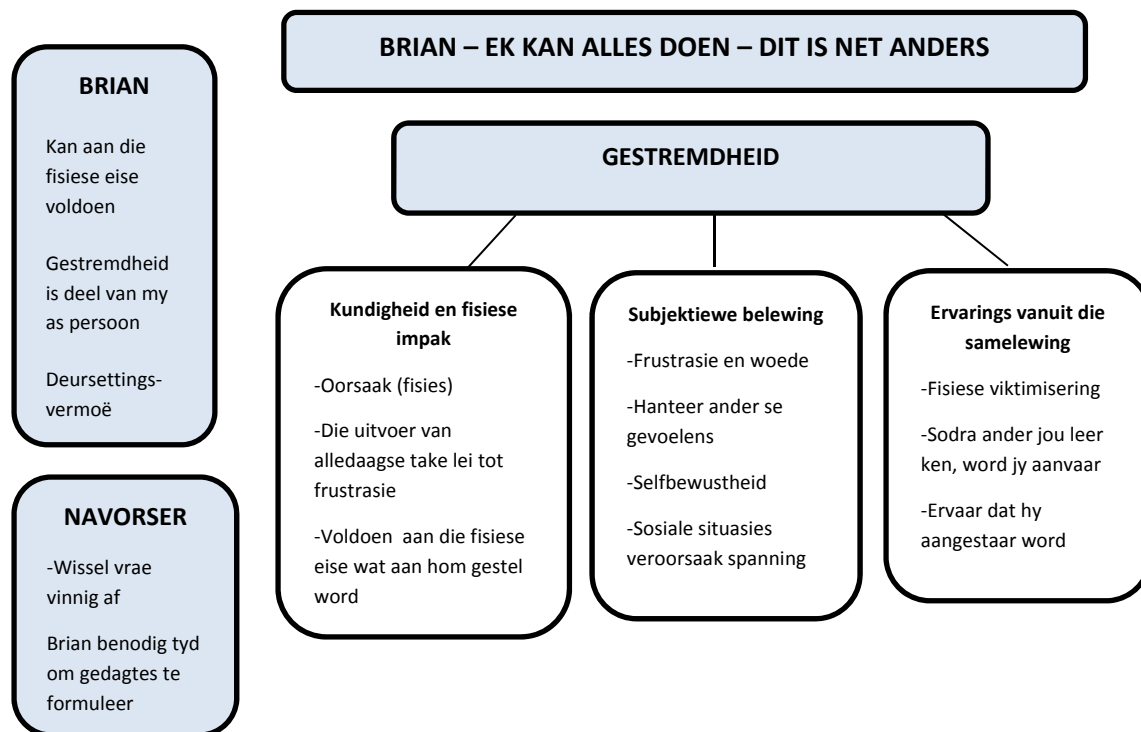 BRIAN – EK KAN ALLES DOEN – DIT IS NET ANDERS
BRIAN
Kan aan die
fisiese eise
voldoen
Gestremdheid
is deel van my
as persoon
Deursettings-
vermoë
NAVORSER
-Wissel vrae
vinnig af
Brian benodig tyd
om gedagtes te
formuleer
GESTREMDHEID
Kundigheid en fisiese
impak
-Oorsaak (fisies)
-Die uitvoer van
alledaagse take lei tot
frustrasie
-Voldoen aan die fisiese
eise wat aan hom gestel
word
Subjektiewe belewing
-Frustrasie en woede
-Hanteer ander se
gevoelens
-Selfbewustheid
-Sosiale situasies
veroorsaak spanning
Ervarings vanuit die
samelewing
-Fisiese viktimisering
-Sodra ander jou leer
ken, word jy aanvaar
-Ervaar dat hy
aangestaar word